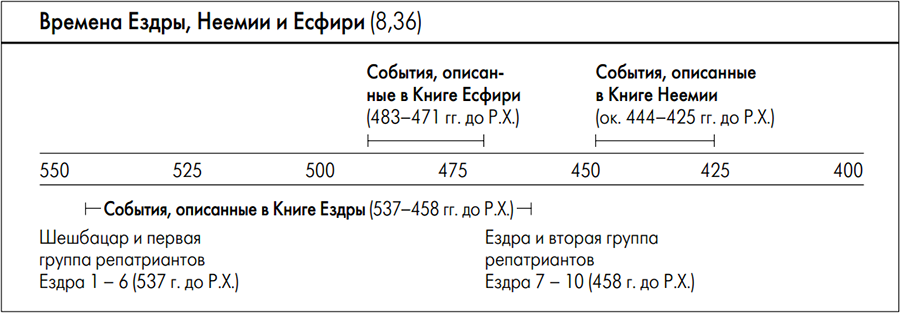 Времена Ездры, Неемии и Есфири (8,36)
События, описан-
ные в Книге Есфири
(483–471 гг. до Р.Х.)
События, описанные
в Книге Неемии
(ок. 444–425 гг. до Р.Х.)
550 525 500 475 450 425 400
События, описанные в Книге Ездры (537–458 гг. до Р.Х.)
Шешбацар и первая
группа репатриантов
Ездра 1 – 6 (537 г. до Р.Х.)
Ездра и вторая группа
репатриантов
Ездра 7 – 10 (458 г. до Р.Х.)